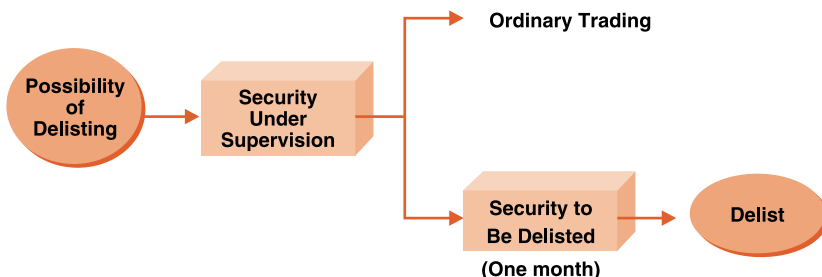 Possibility
of
Delisting
Security
Under
Supervision
Ordinary Trading
Security to
Be Delisted
(One month)
Delist